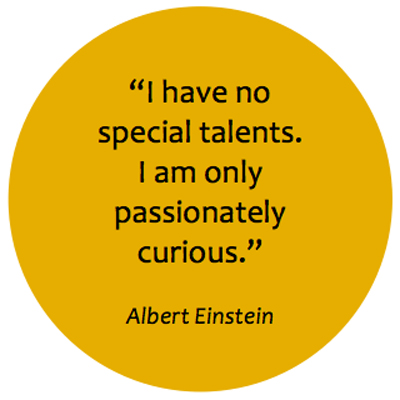 “I have no
special talents.
I am only
passionately
curious.”
Albert Einstein